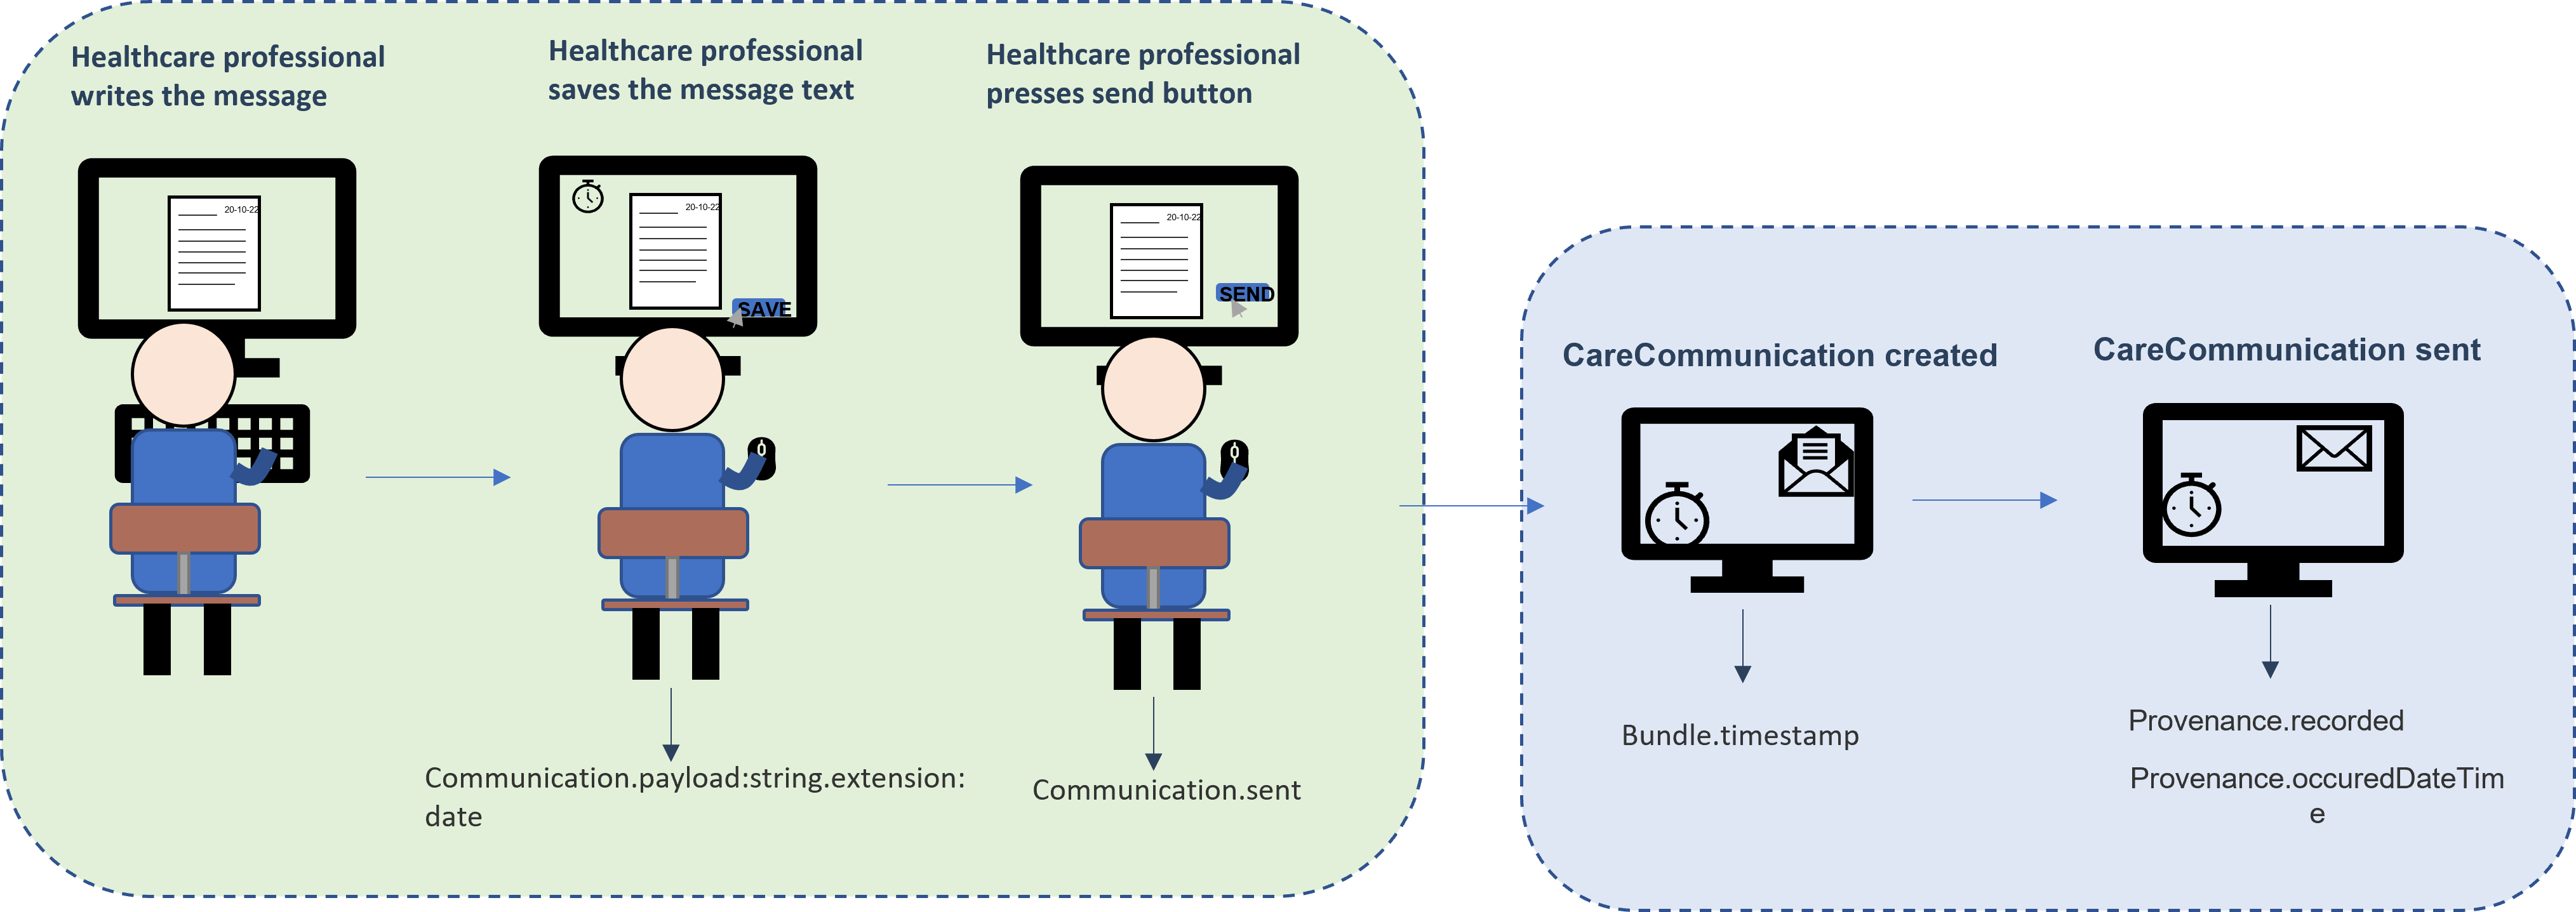 Healthcare professional
writes the message
Healthcare professional
saves the message text
Healthcare professional
presses send button
20-10-22
20-10-22
SAVE
20-10-22
SEND
Communication.payload:string.extension:
date
Communication.sent
CareCommunication created
CareCommunication sent
Bundle.timestamp
Provenance.recorded
Provenance.occuredDateTim
e